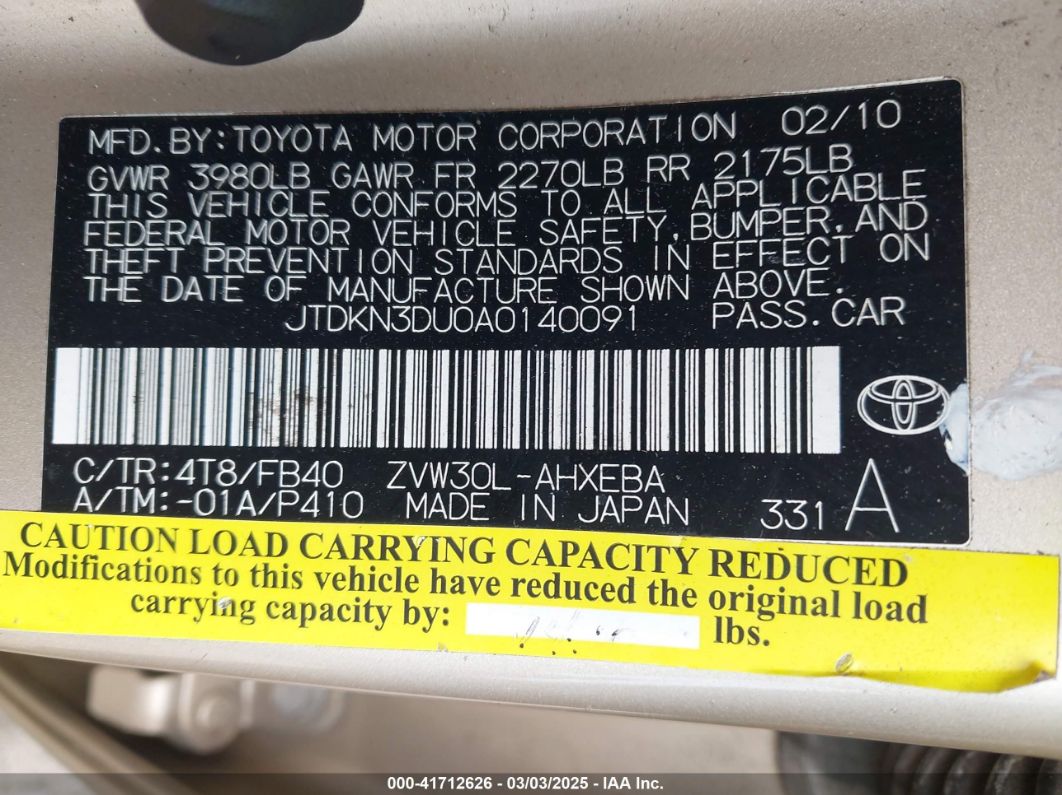 MFD. BY: TOYOTA MOTOR CORPORATION 02/10
GVWR 3980LB GAWR FR 2270LB RR 2175LB
THIS VEHICLE CONFORMS TO ALL APPLICABLE
FEDERAL MOTOR VEHICLE SAFETY, BUMPER, AND
THEFT PREVENTION STANDARDS IN EFFECT ON
THE DATE OF MANUFACTURE SHOWN ABOVE.
JTDKN3DU0A0140091 PASS. CAR
C/TR: 4T8/FB40 ZVW30L-AHXEBA
A/TM: -01A/P410 MADE IN JAPAN 331 A
CAUTION LOAD CARRYING CAPACITY REDUCED
Modifications to this vehicle have reduced the original load
carrying capacity by: lbs.
000-41712626 - 03/03/2025 - IAA Inc.